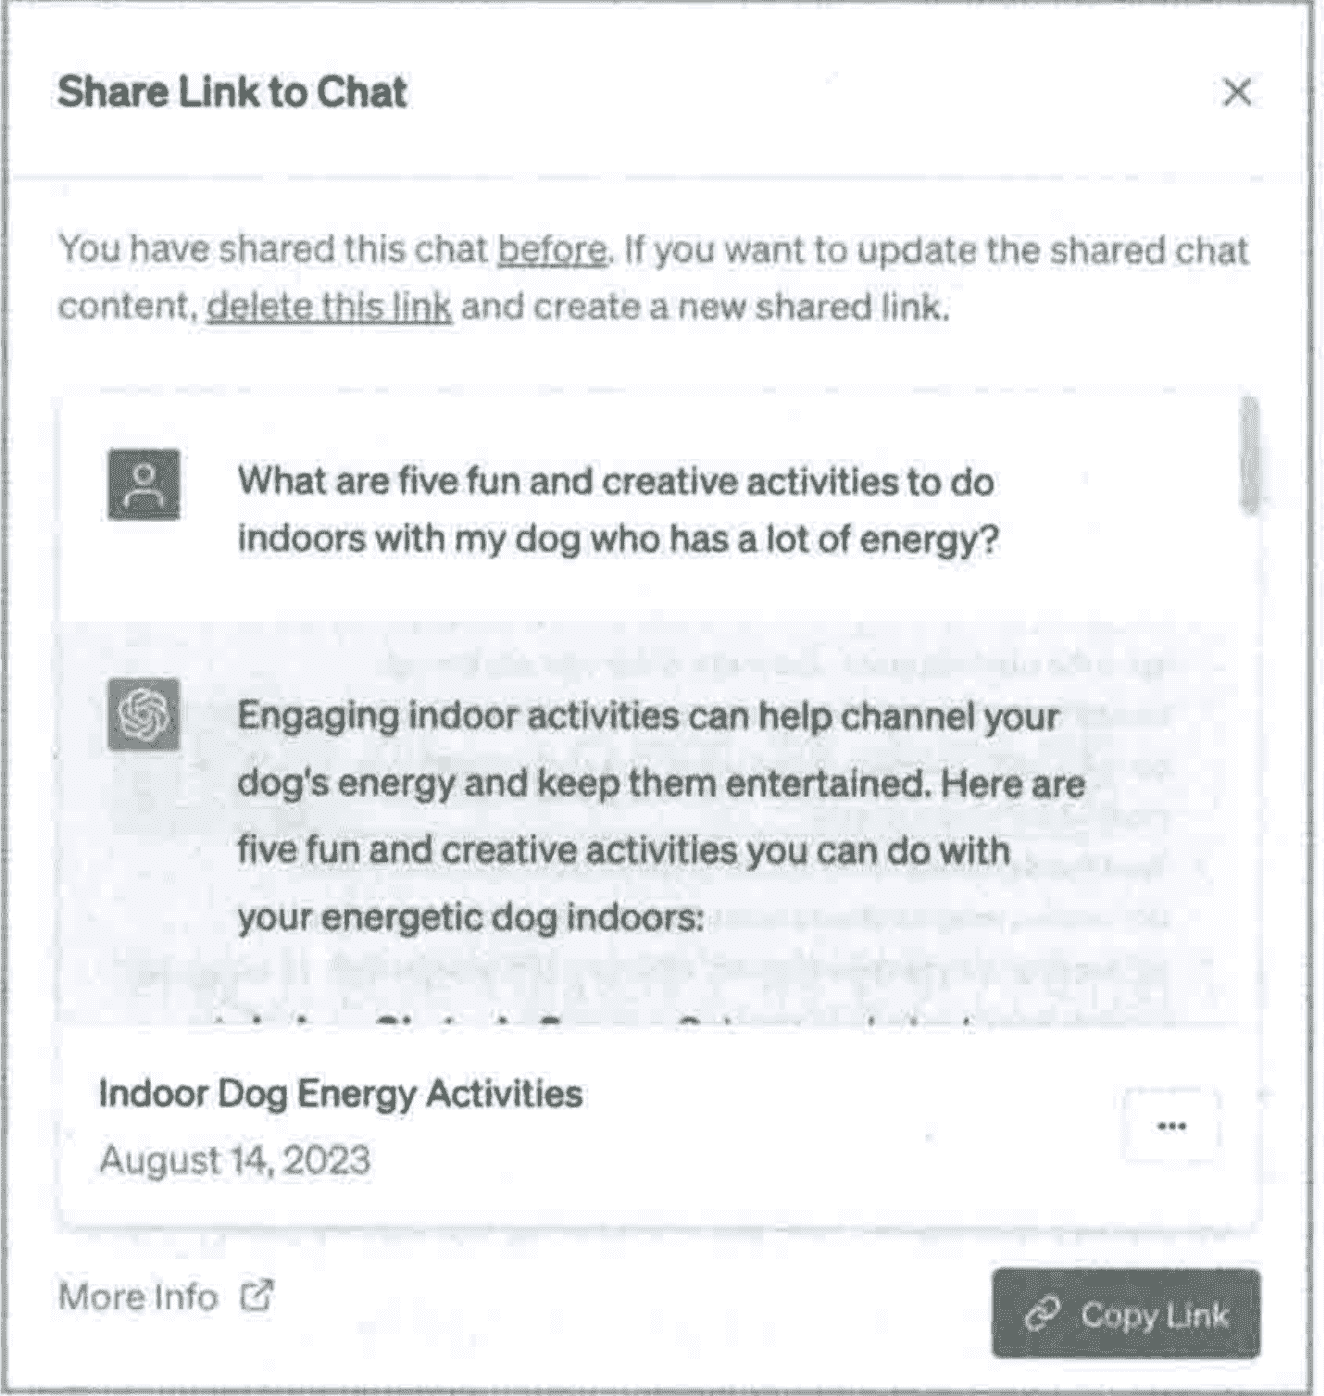 Share Link to Chat
You have shared this chat before. If you want to update the shared chat
content, delete this link and create a new shared link.
What are five fun and creative activities to do
indoors with my dog who has a lot of energy?
Engaging indoor activities can help channel your
dog's energy and keep them entertained. Here are
five fun and creative activities you can do with
your energetic dog indoors:
Indoor Dog Energy Activities
August 14, 2023
...
More Info
Copy Link